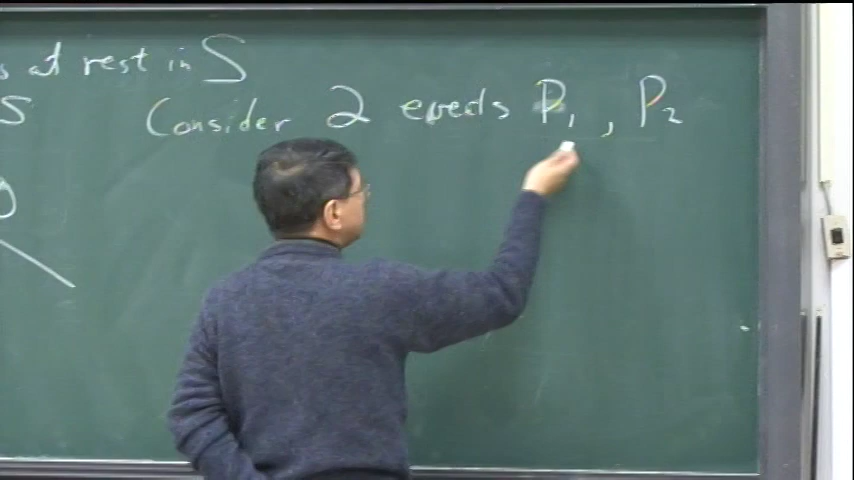 s at rest in S
S Consider 2 events P₁, P₂